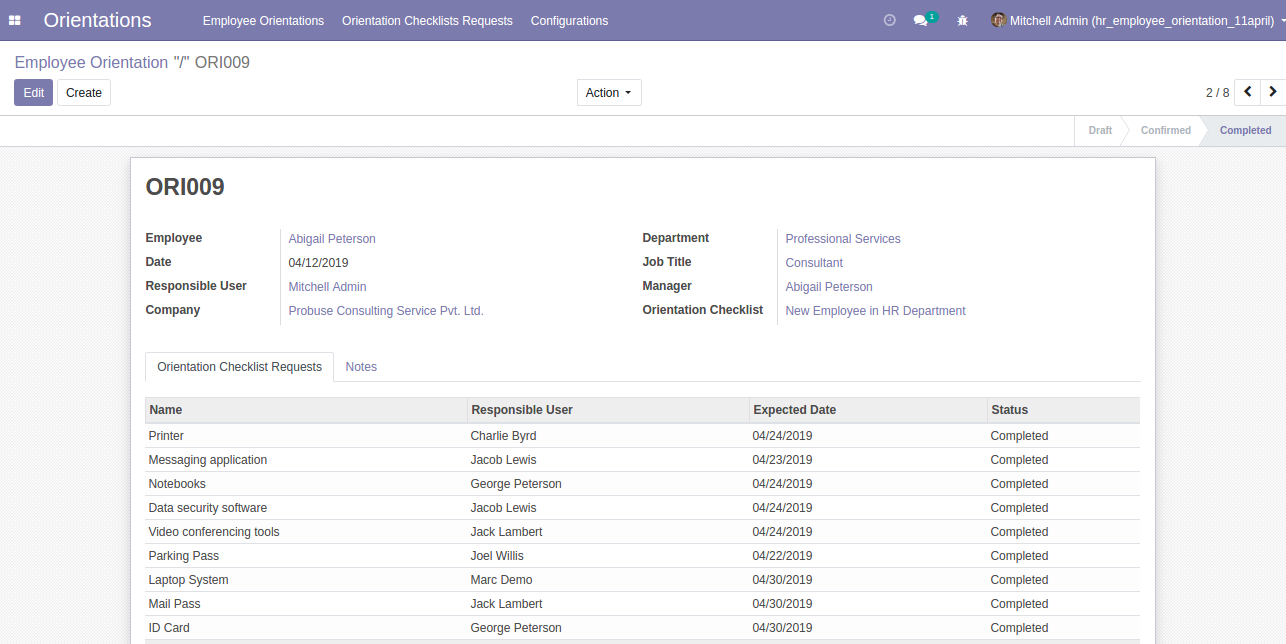 Orientations Employee Orientations Orientation Checklists Requests Configurations 1 Mitchell Admin (hr_employee_orientation_11april)
Employee Orientation "/" ORI009
Edit Create Action 2 / 8
Draft Confirmed Completed
ORI009
Employee Abigail Peterson Department Professional Services
Date 04/12/2019 Job Title Consultant
Responsible User Mitchell Admin Manager Abigail Peterson
Company Probuse Consulting Service Pvt. Ltd. Orientation Checklist New Employee in HR Department
Orientation Checklist Requests Notes
Name Responsible User Expected Date Status
Printer Charlie Byrd 04/24/2019 Completed
Messaging application Jacob Lewis 04/23/2019 Completed
Notebooks George Peterson 04/24/2019 Completed
Data security software Jacob Lewis 04/24/2019 Completed
Video conferencing tools Jack Lambert 04/24/2019 Completed
Parking Pass Joel Willis 04/22/2019 Completed
Laptop System Marc Demo 04/30/2019 Completed
Mail Pass Jack Lambert 04/30/2019 Completed
ID Card George Peterson 04/30/2019 Completed